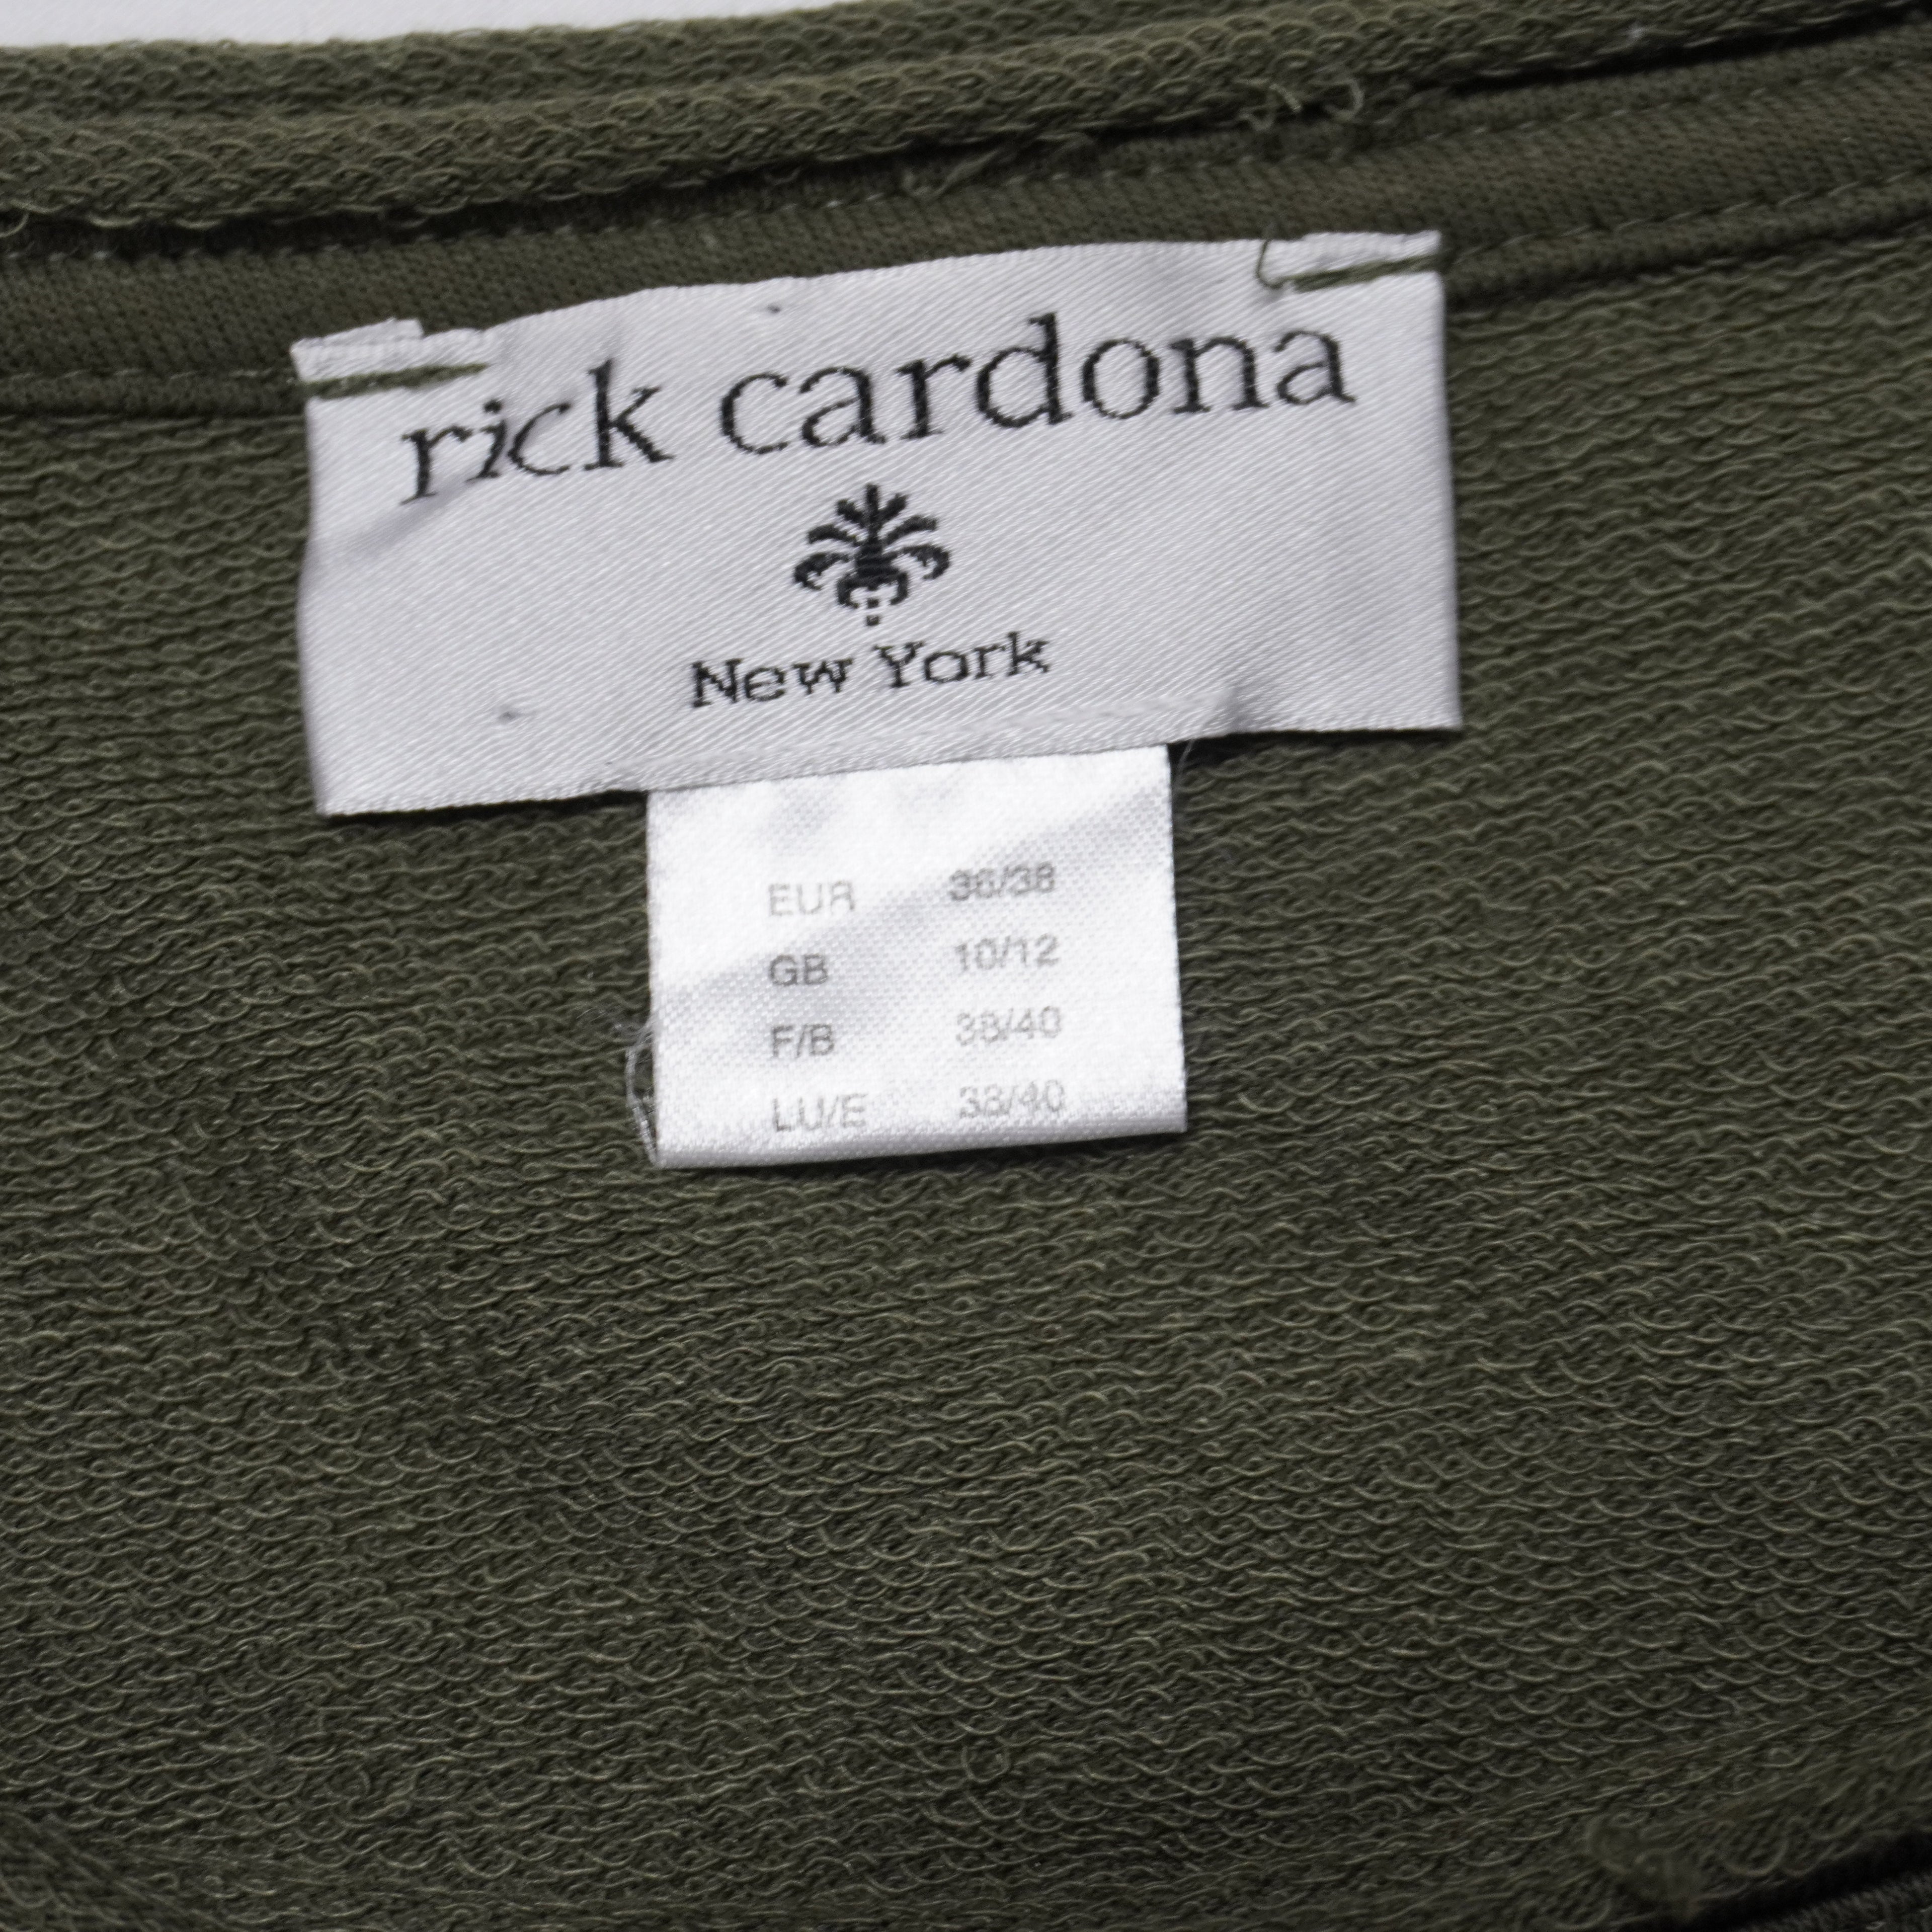 rick cardona
New York
EUR 36/38
GB 10/12
F/B 38/40
LU/E 38/40